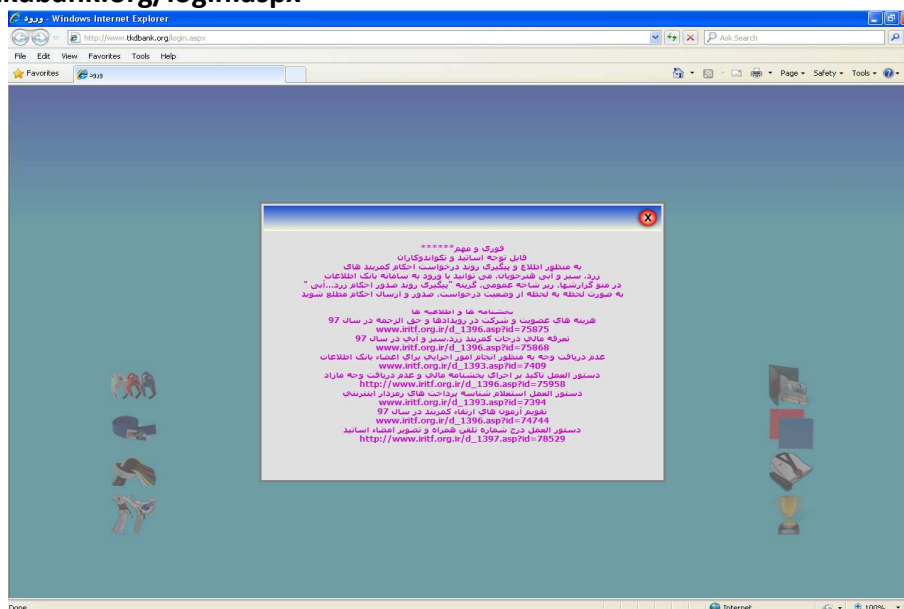 tkdbank.org/login.aspx
ورود - Windows Internet Explorer
http://www.tkdbank.org/login.aspx
Ask Search
File Edit View Favorites Tools Help
Favorites
ورود
Page Safety Tools
فوری و مهم******
قابل توجه اساتید و تکواندوکاران
به منظور اطلاع و پیگیری روند درخواست احکام کمربند های
زرد، سبز و آبی هنرجویان، می توانید با ورود به سامانه بانک اطلاعات
در منو گزارشها، زیر شاخه عمومی، گزینه "پیگیری روند صدور احکام زرد...آبی "
به صورت لحظه به لحظه از وضعیت درخواست، صدور و ارسال احکام مطلع شوید
بخشنامه ها و اطلاعیه ها
هزینه های عضویت و شرکت در رویدادها و حق الزحمه در سال 97
www.iritf.org.ir/d_1396.asp?id=75875
تعرفه مالی درجات کمربند زرد،سبز و آبی در سال 97
www.iritf.org.ir/d_1396.asp?id=75868
عدم دریافت وجه به منظور انجام امور اجرایی برای اعضاء بانک اطلاعات
www.iritf.org.ir/d_1393.asp?id=7409
دستور العمل تاکید بر اجرای بخشنامه مالی و عدم دریافت وجه مازاد
http://www.iritf.org.ir/d_1396.asp?id=75958
دستور العمل استعلام شناسه پرداخت های رمزدار اینترنتی
www.iritf.org.ir/d_1393.asp?id=7394
تقویم آزمون های ارتقاء کمربند در سال 97
www.iritf.org.ir/d_1396.asp?id=74744
دستور العمل درج شماره تلفن همراه و تصویر امضاء اساتید
http://www.iritf.org.ir/d_1397.asp?id=78529
Done
Internet
100%